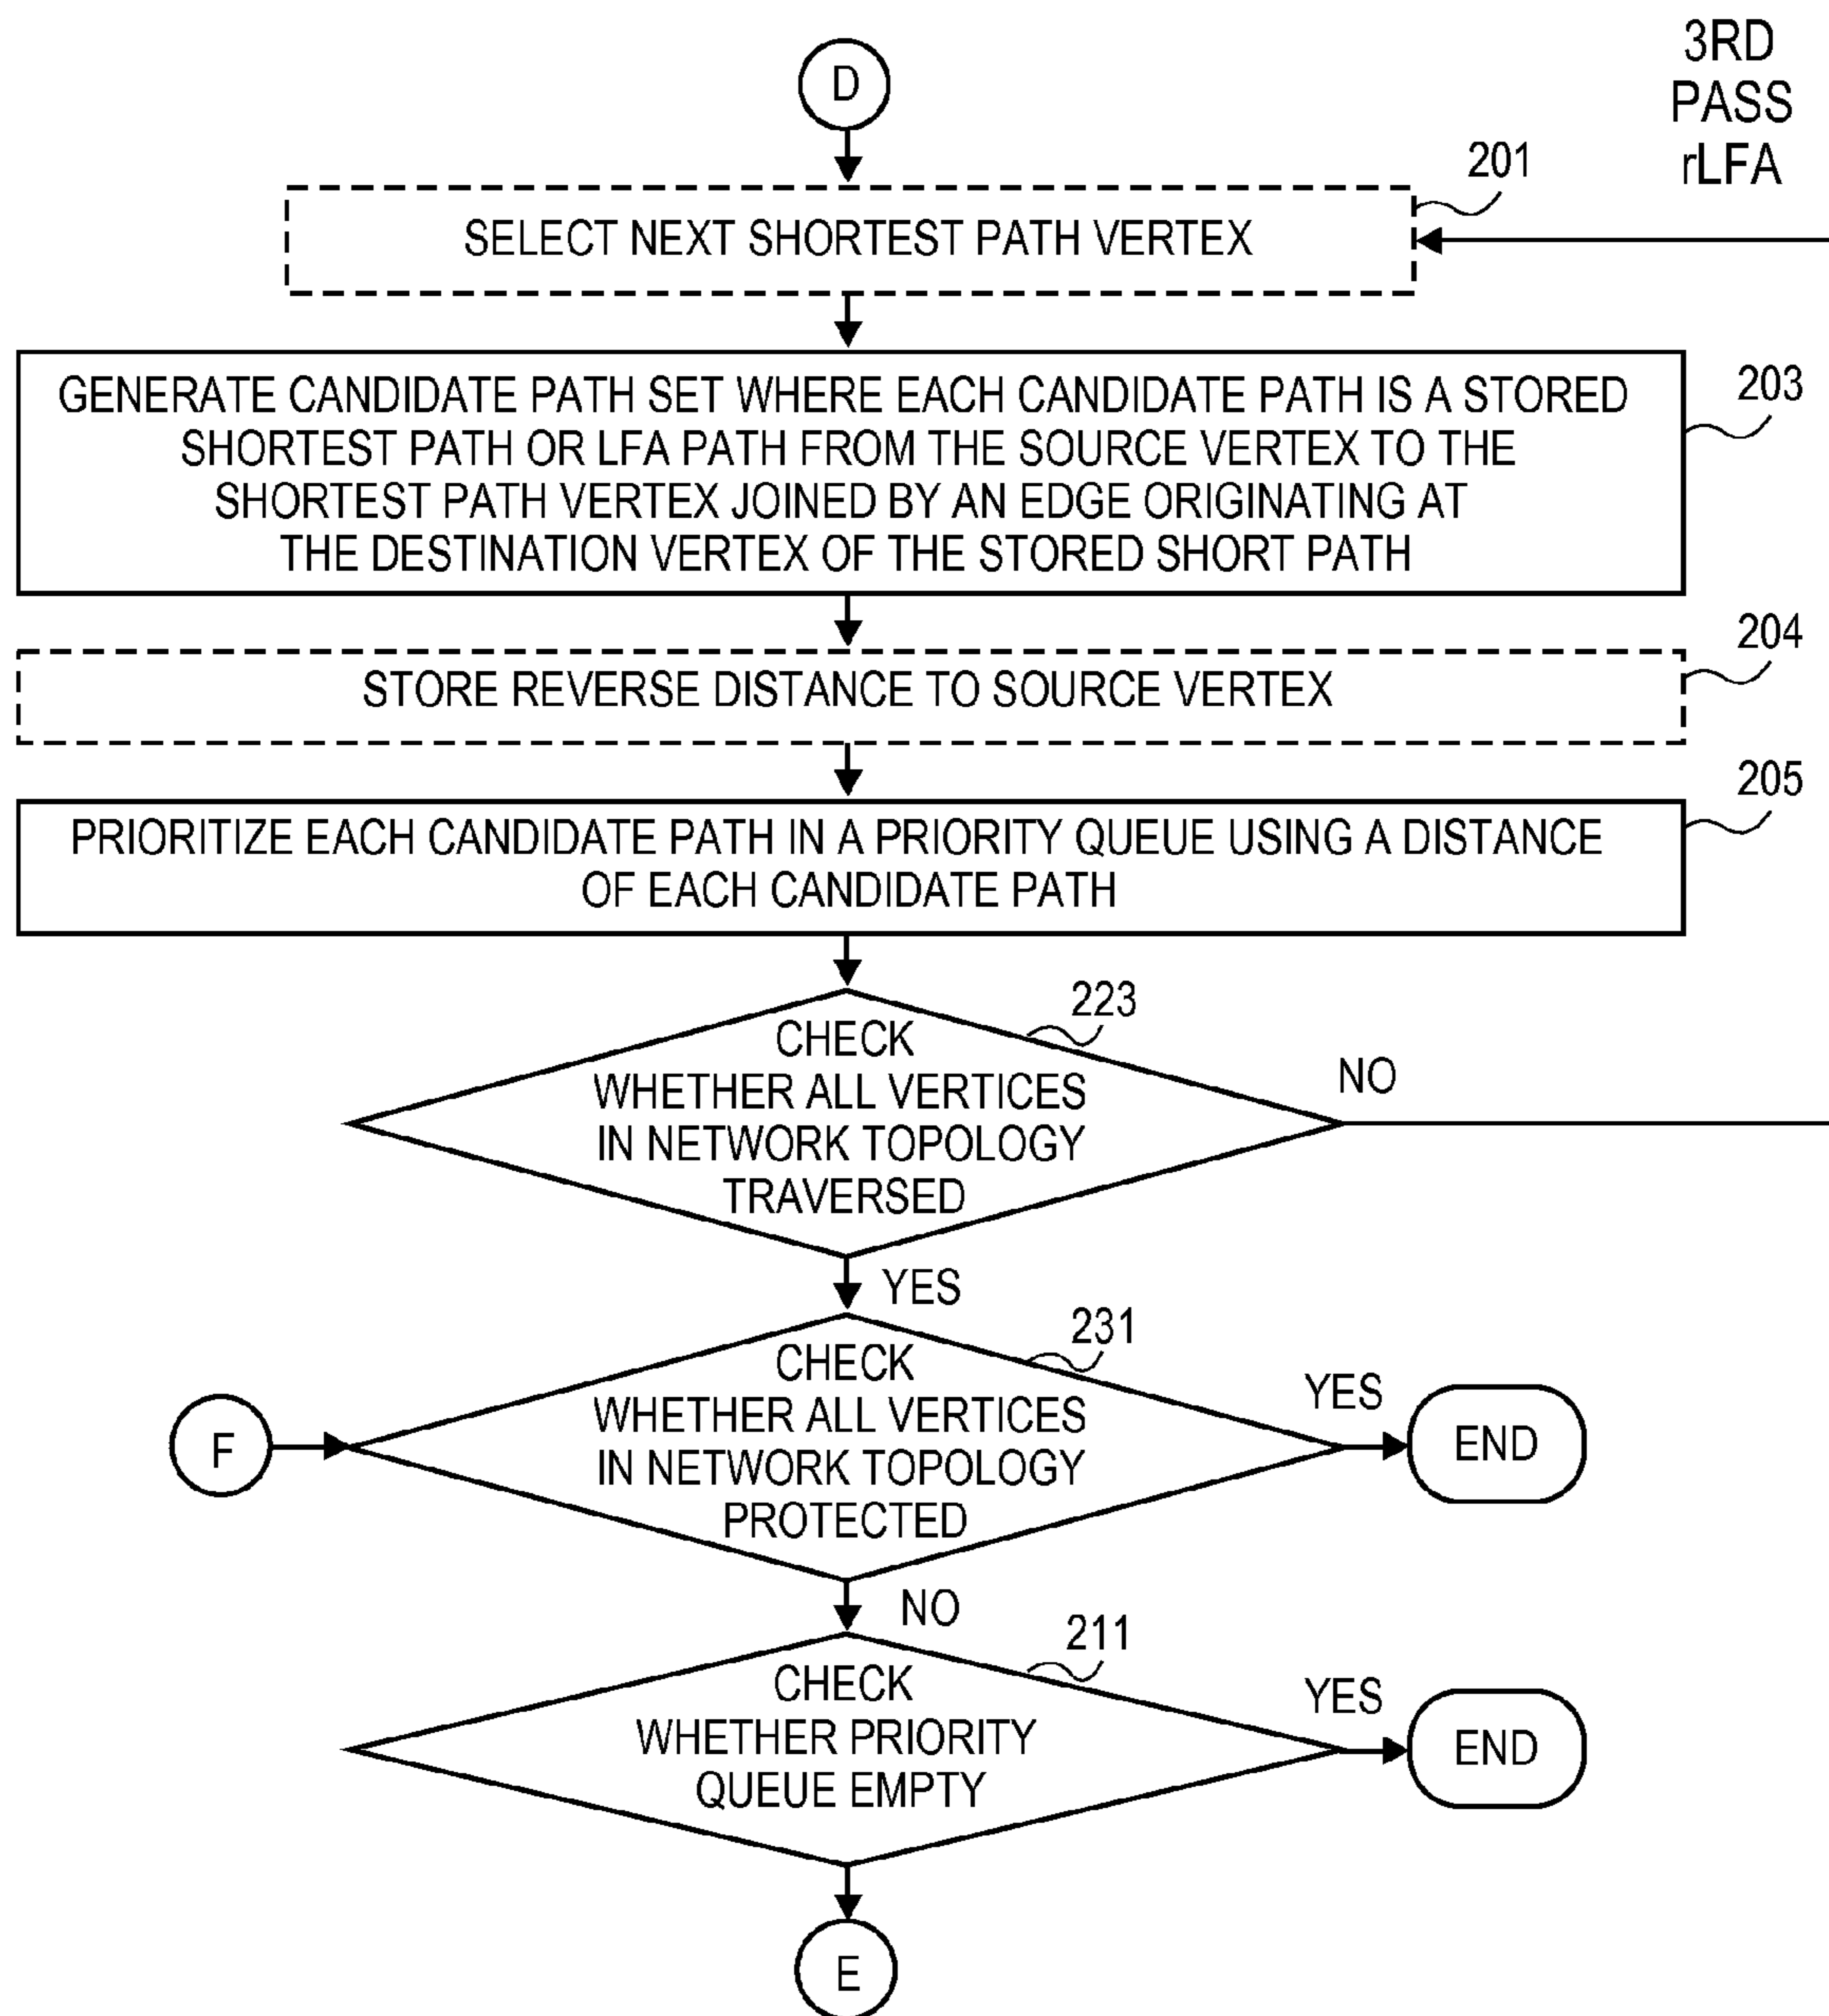 3RD
PASS
rLFA
D
201
SELECT NEXT SHORTEST PATH VERTEX
203
GENERATE CANDIDATE PATH SET WHERE EACH CANDIDATE PATH IS A STORED
SHORTEST PATH OR LFA PATH FROM THE SOURCE VERTEX TO THE
SHORTEST PATH VERTEX JOINED BY AN EDGE ORIGINATING AT
THE DESTINATION VERTEX OF THE STORED SHORT PATH
204
STORE REVERSE DISTANCE TO SOURCE VERTEX
205
PRIORITIZE EACH CANDIDATE PATH IN A PRIORITY QUEUE USING A DISTANCE
OF EACH CANDIDATE PATH
223
CHECK
WHETHER ALL VERTICES
IN NETWORK TOPOLOGY
TRAVERSED
NO
YES
231
CHECK
WHETHER ALL VERTICES
IN NETWORK TOPOLOGY
PROTECTED
F
YES
END
NO
211
CHECK
WHETHER PRIORITY
QUEUE EMPTY
YES
END
E